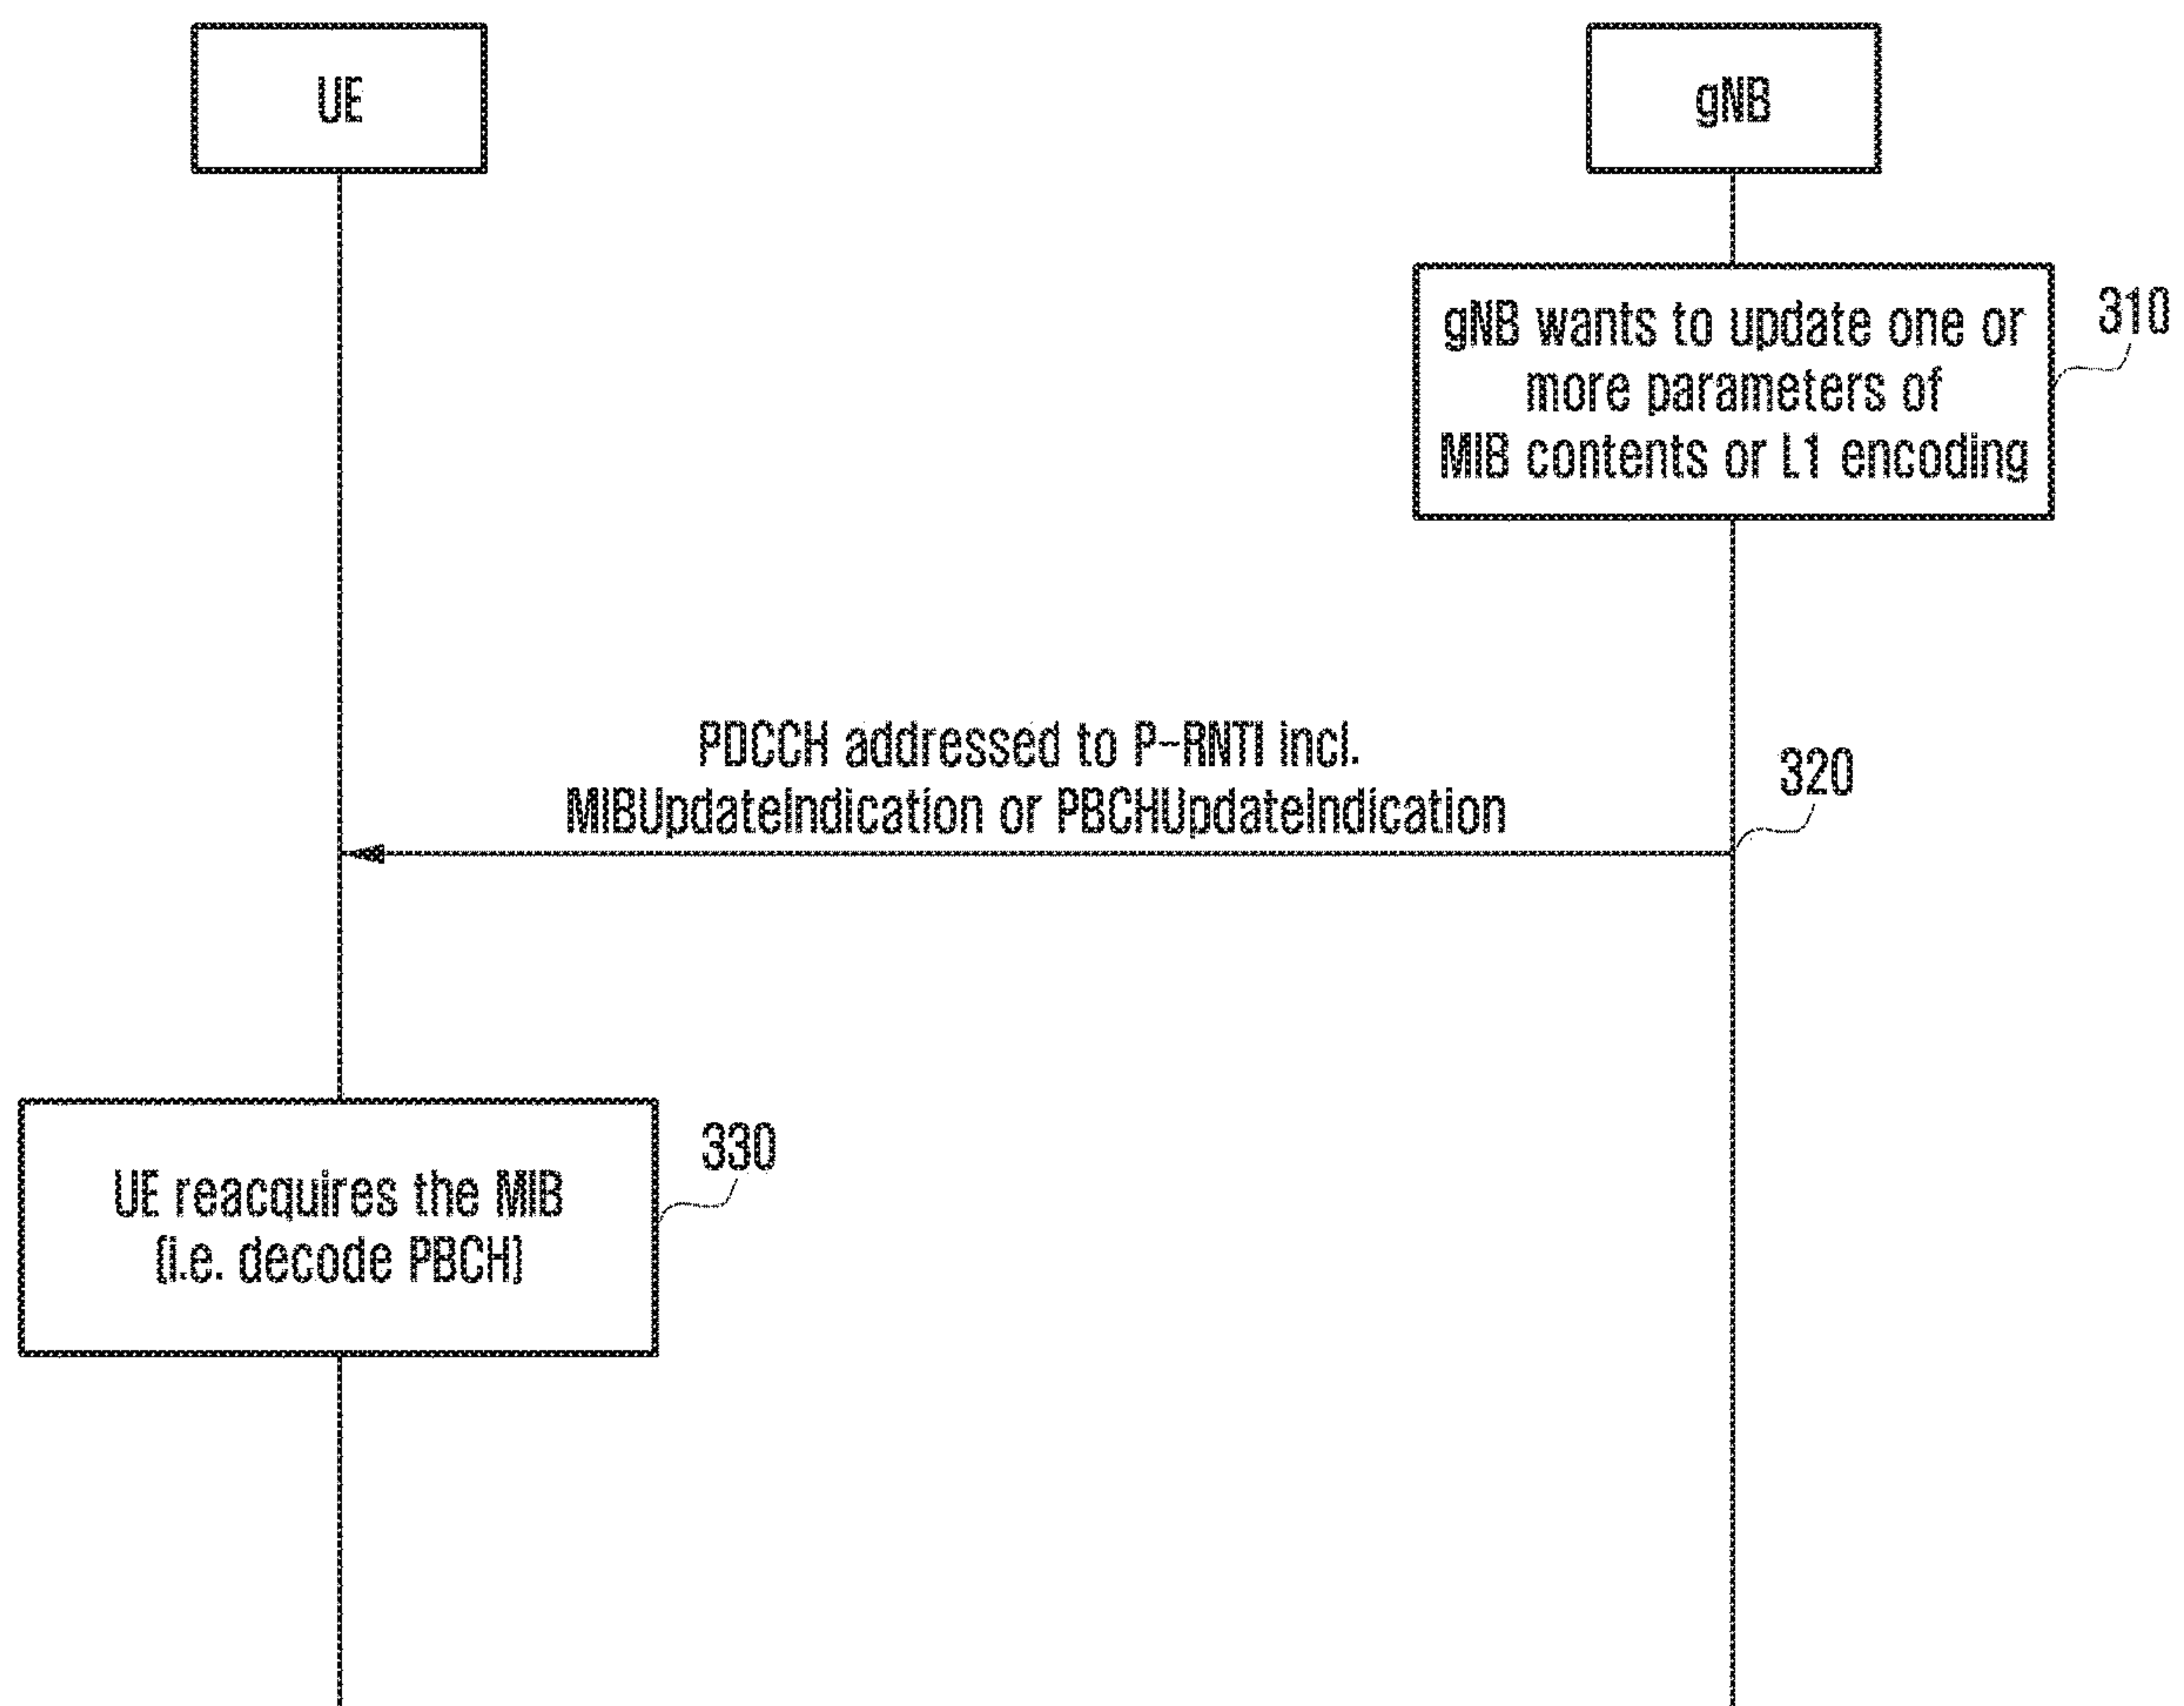 UE
gNB
gNB wants to update one or
more parameters of
MIB contents or L1 encoding
310
PDCCH addressed to P-RNTI incl.
MIBUpdateIndication or PBCHUpdateIndication
320
UE reacquires the MIB
(i.e. decode PBCH)
330